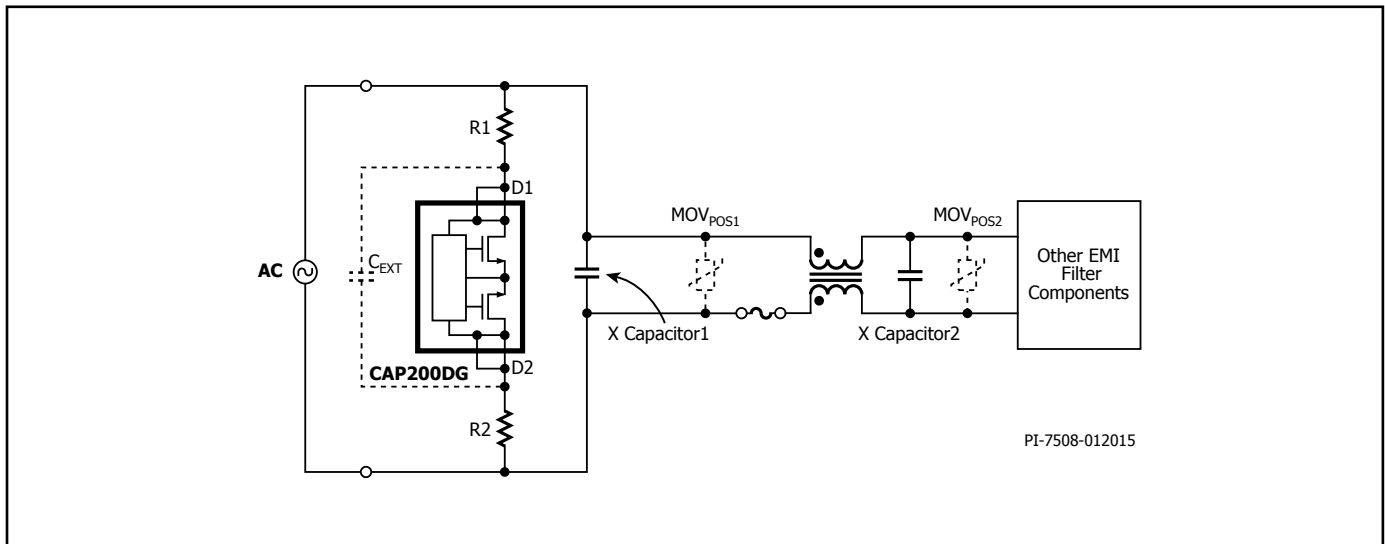 R1
D1
MOVPOS1
MOVPOS2
AC
CEXT
Other EMI
Filter
Components
X Capacitor1
X Capacitor2
CAP200DG
D2
R2
PI-7508-012015